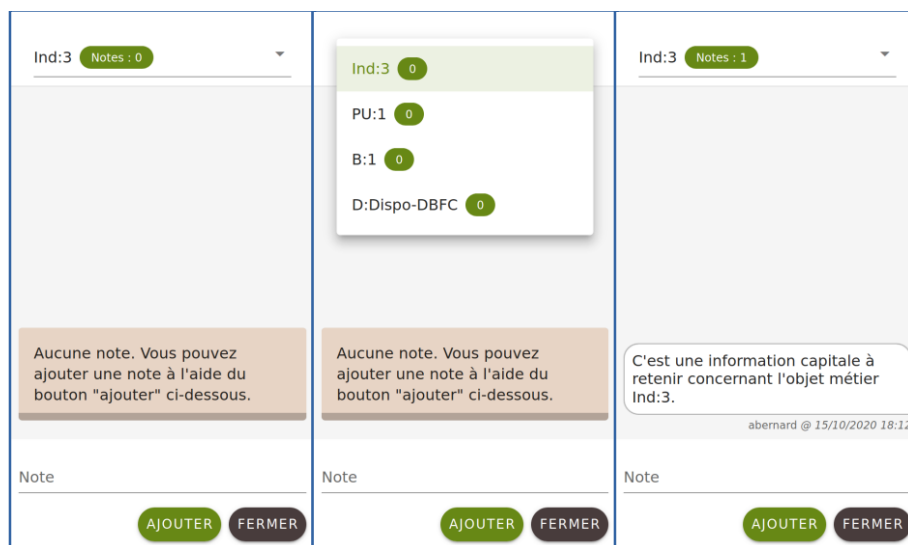 Ind:3 Notes : 0
Aucune note. Vous pouvez
ajouter une note à l'aide du
bouton "ajouter" ci-dessous.
Note
AJOUTER FERMER
Ind:3 0
PU:1 0
B:1 0
D:Dispo-DBFC 0
Aucune note. Vous pouvez
ajouter une note à l'aide du
bouton "ajouter" ci-dessous.
Note
AJOUTER FERMER
Ind:3 Notes : 1
C'est une information capitale à
retenir concernant l'objet métier
Ind:3.
abernard @ 15/10/2020 18:12
Note
AJOUTER FERMER